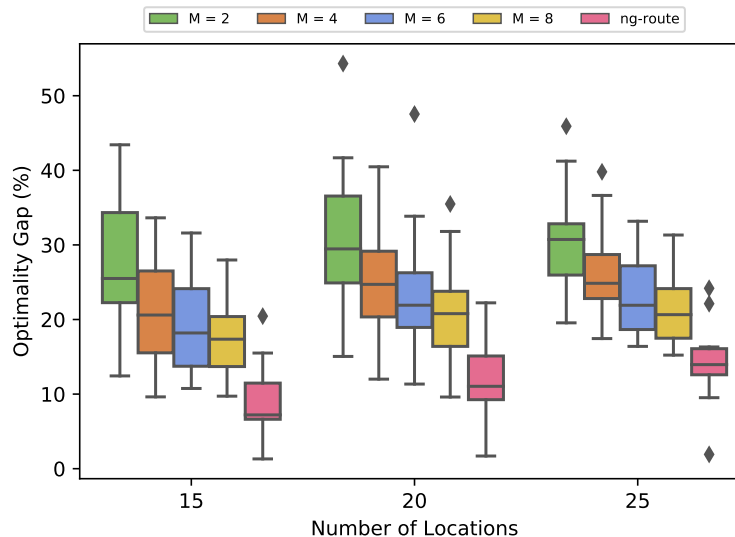 M = 2 M = 4 M = 6 M = 8 ng-route
Optimality Gap (%)
50
40
30
20
10
0
15 20 25
Number of Locations